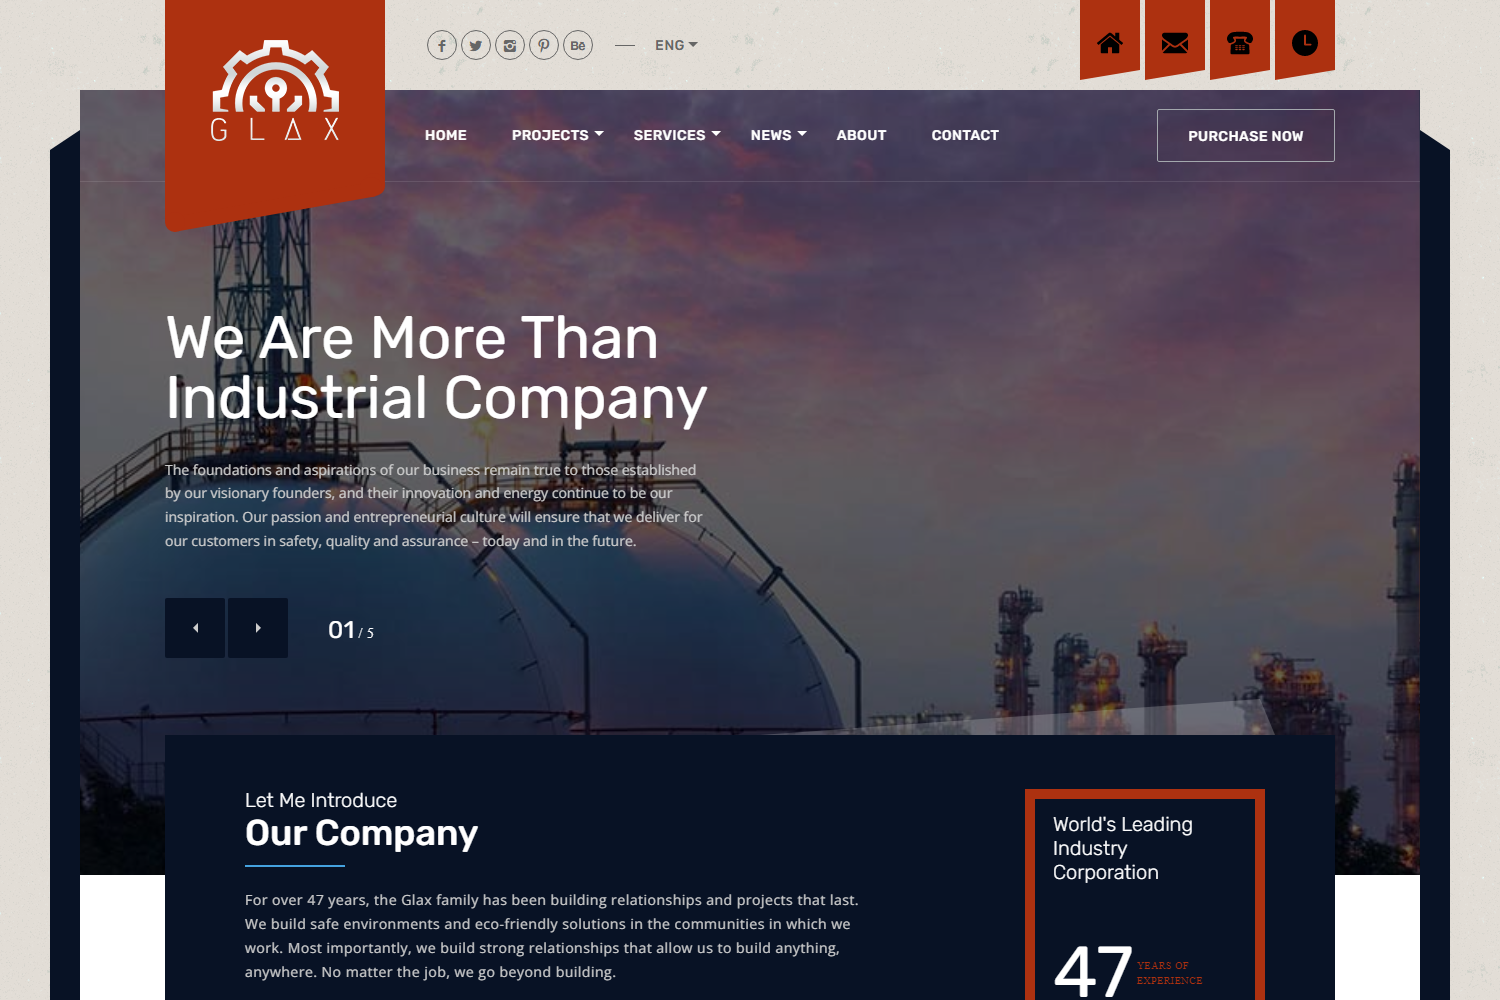 GLAX
Bē
ENG
HOME PROJECTS SERVICES NEWS ABOUT CONTACT
PURCHASE NOW
We Are More Than
Industrial Company
The foundations and aspirations of our business remain true to those established
by our visionary founders, and their innovation and energy continue to be our
inspiration. Our passion and entrepreneurial culture will ensure that we deliver for
our customers in safety, quality and assurance – today and in the future.
01 / 5
Let Me Introduce
Our Company
For over 47 years, the Glax family has been building relationships and projects that last.
We build safe environments and eco-friendly solutions in the communities in which we
work. Most importantly, we build strong relationships that allow us to build anything,
anywhere. No matter the job, we go beyond building.
World's Leading
Industry
Corporation
47
YEARS OF
EXPERIENCE